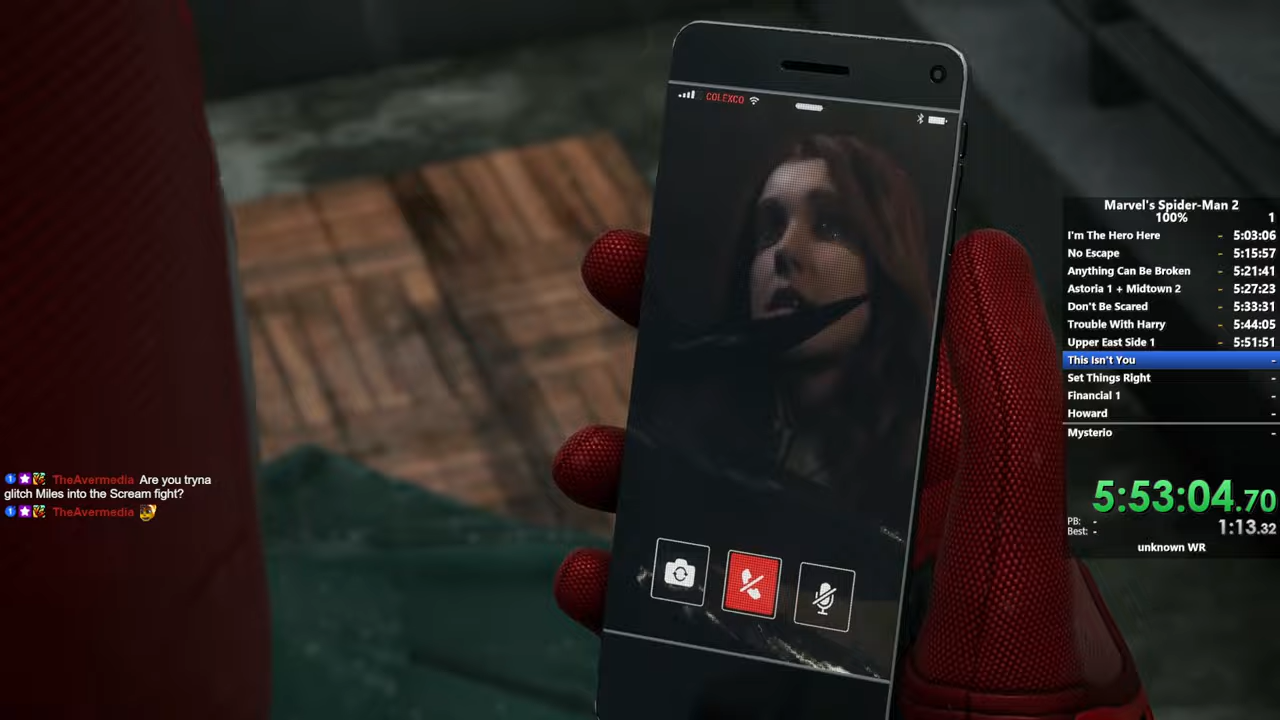 COLEXCO
Marvel's Spider-Man 2
100% 1
I'm The Hero Here - 5:03:06
No Escape - 5:15:57
Anything Can Be Broken - 5:21:41
Astoria 1 + Midtown 2 - 5:27:23
Don't Be Scared - 5:33:31
Trouble With Harry - 5:44:05
Upper East Side 1 - 5:51:51
This Isn't You -
Set Things Right -
Financial 1 -
Howard -
Mysterio -
TheAvermedia Are you tryna
glitch Miles into the Scream fight?
TheAvermedia
5:53:04.70
PB: -
Best: - 1:13.32
unknown WR